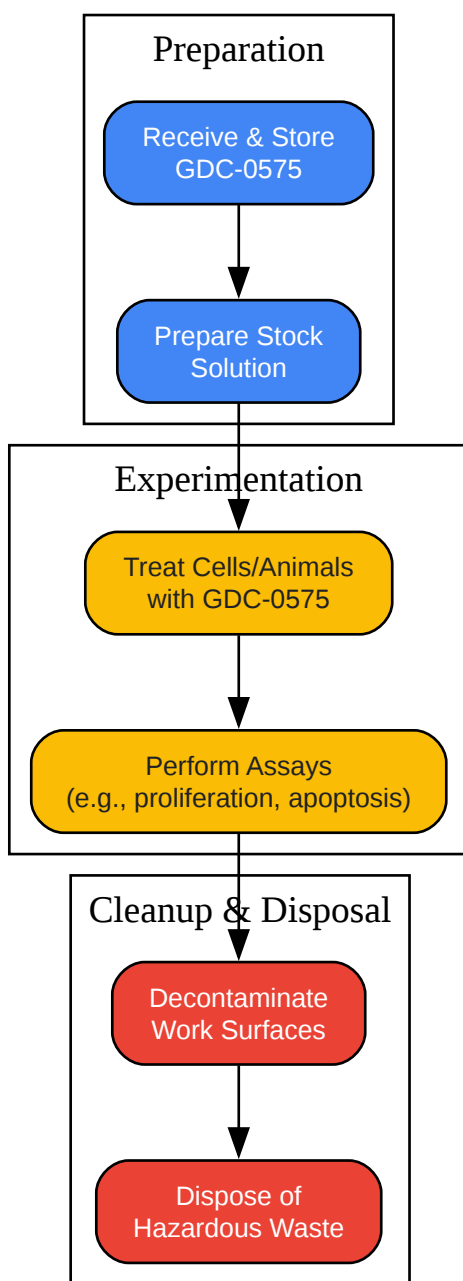 Preparation
Receive & Store
GDC-0575
Prepare Stock
Solution
Experimentation
Treat Cells/Animals
with GDC-0575
Perform Assays
(e.g., proliferation, apoptosis)
Cleanup & Disposal
Decontaminate
Work Surfaces
Dispose of
Hazardous Waste